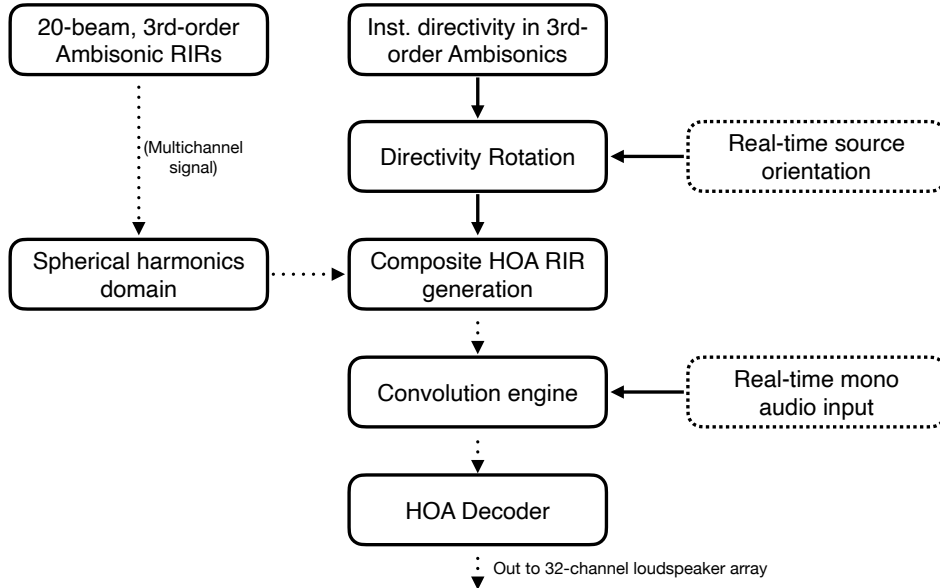 20-beam, 3rd-order
Ambisonic RIRs
Inst. directivity in 3rd-
order Ambisonics
(Multichannel
signal)
Directivity Rotation
Real-time source
orientation
Spherical harmonics
domain
Composite HOA RIR
generation
Convolution engine
Real-time mono
audio input
HOA Decoder
Out to 32-channel loudspeaker array